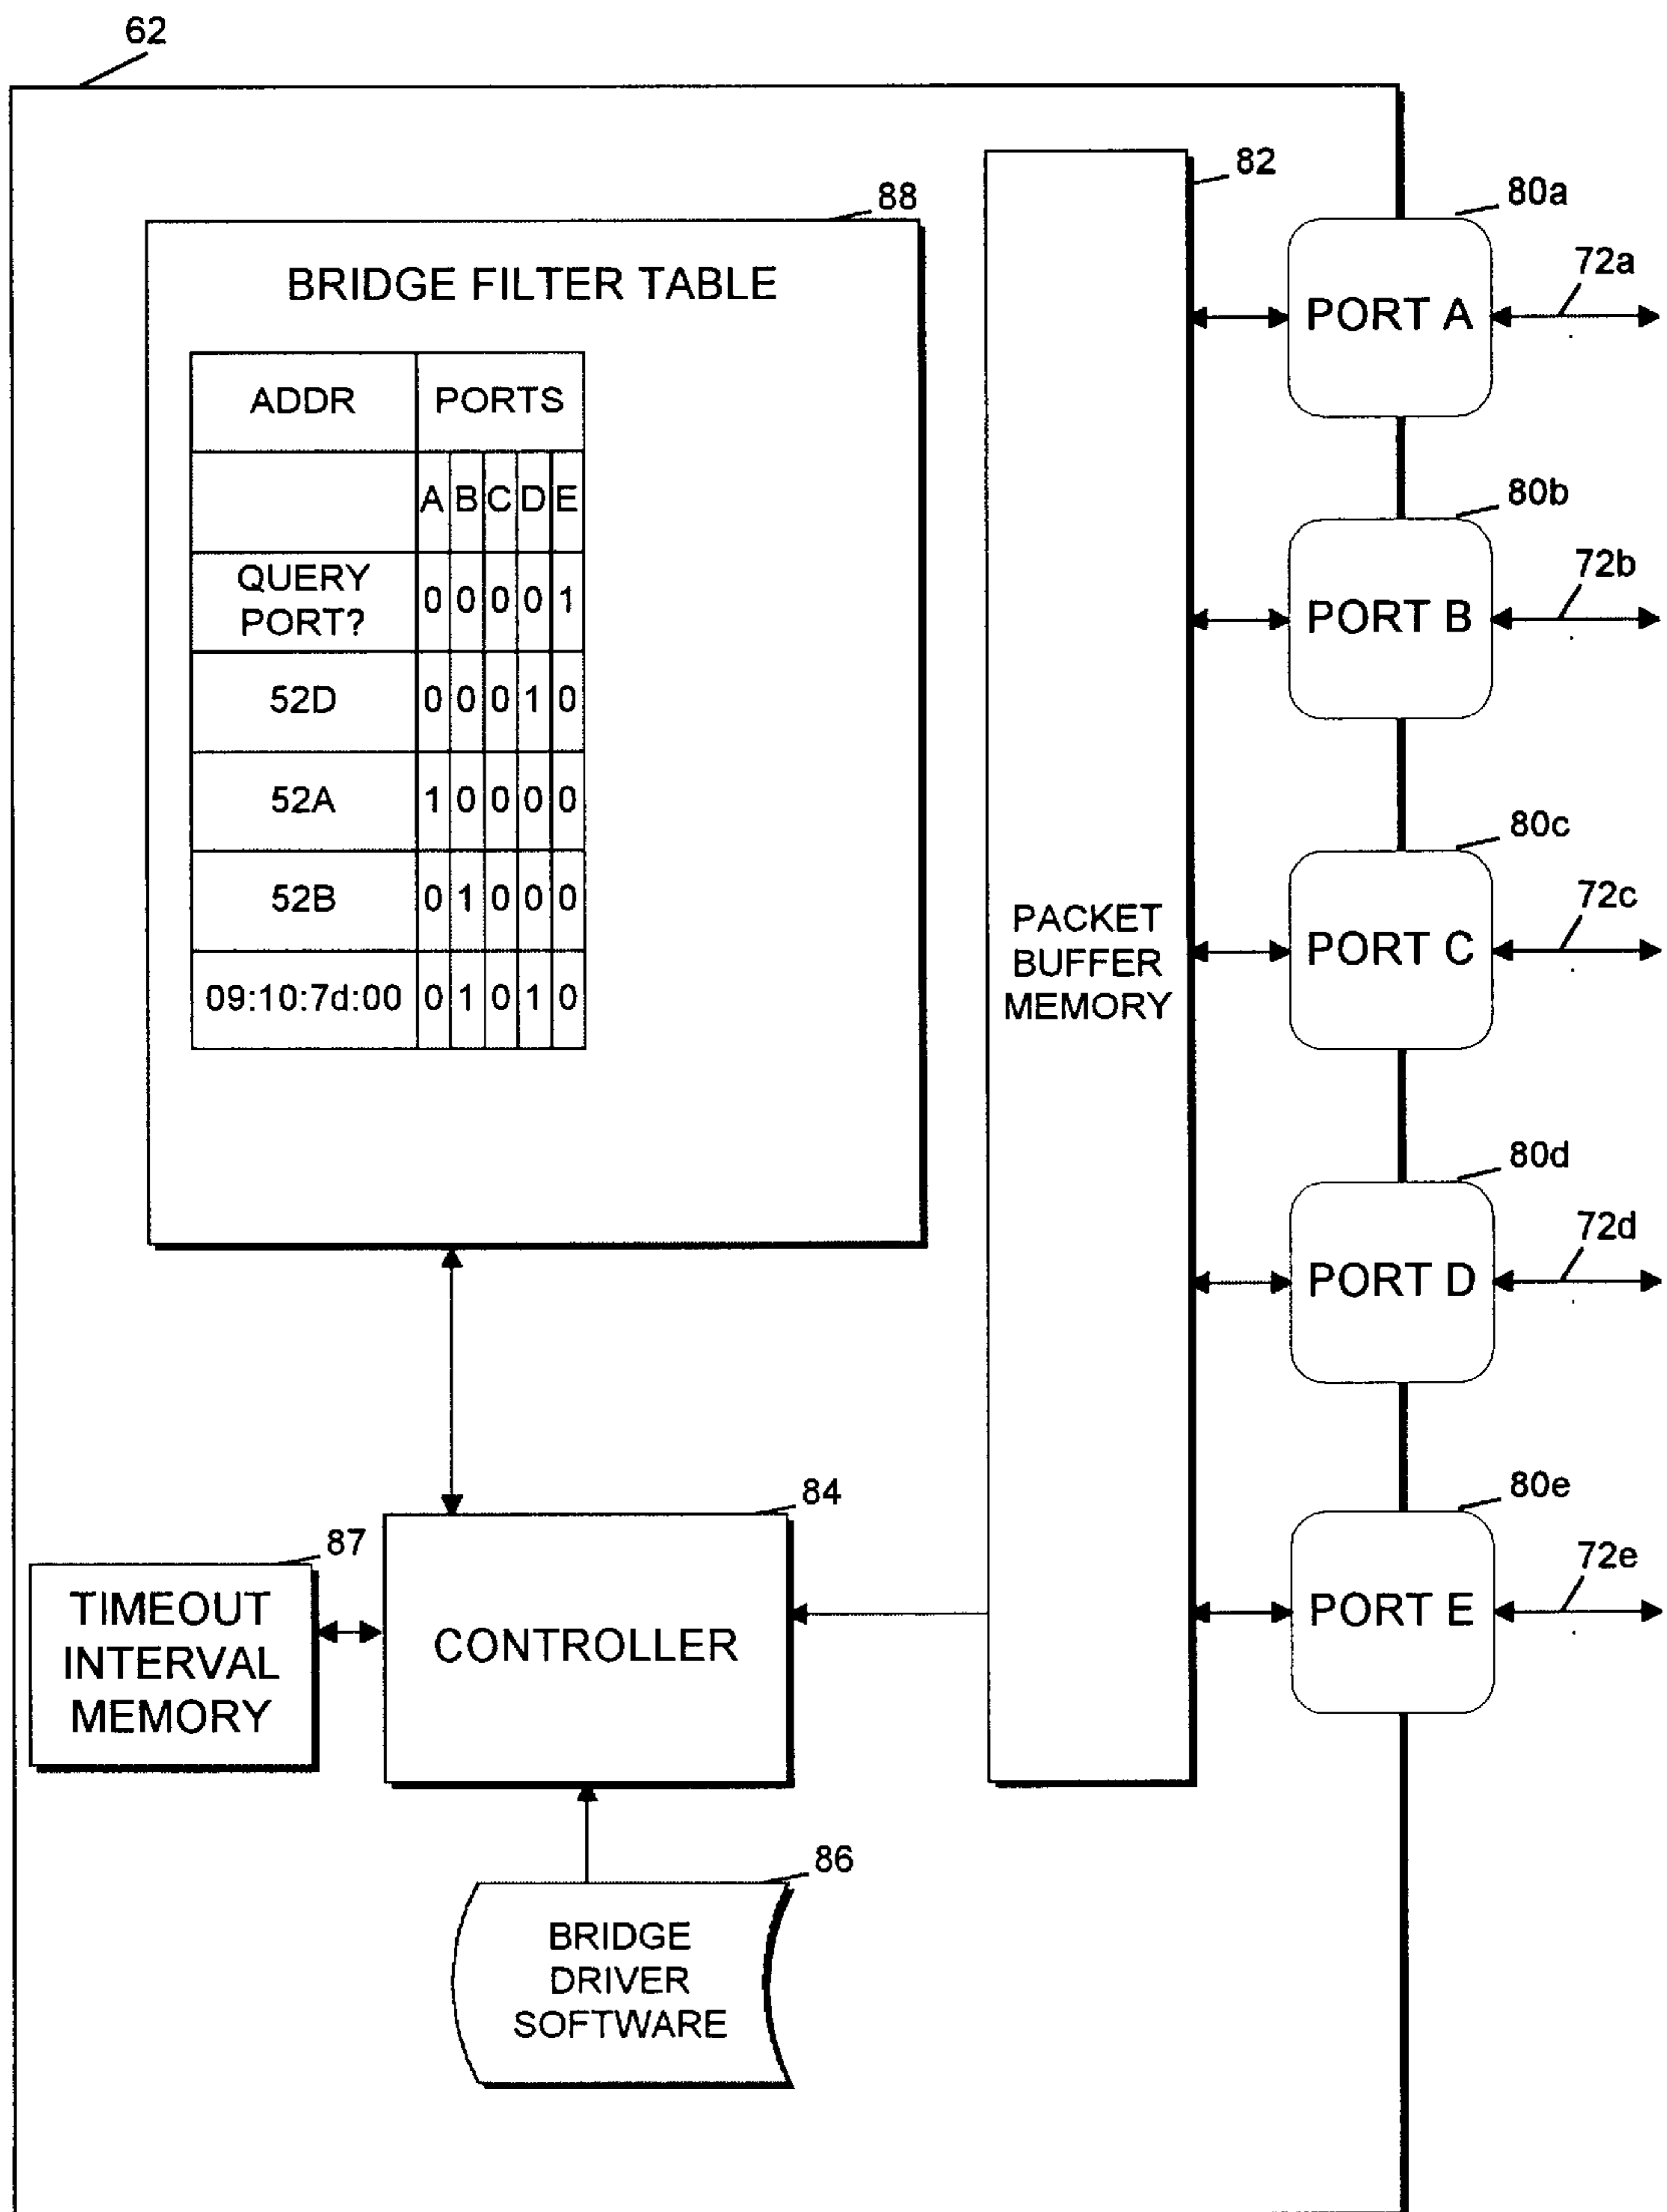 62
82
88
80a
BRIDGE FILTER TABLE
72a
PORT A
ADDR PORTS
A B C D E
QUERY
PORT?
0 0 0 0 1
52D 0 0 0 1 0
52A 1 0 0 0 0
52B 0 1 0 0 0
09:10:7d:00 0 1 0 1 0
80b
72b
PORT B
PACKET
BUFFER
MEMORY
80c
72c
PORT C
80d
72d
PORT D
84
80e
87
72e
PORT E
TIMEOUT
INTERVAL
MEMORY
CONTROLLER
86
BRIDGE
DRIVER
SOFTWARE